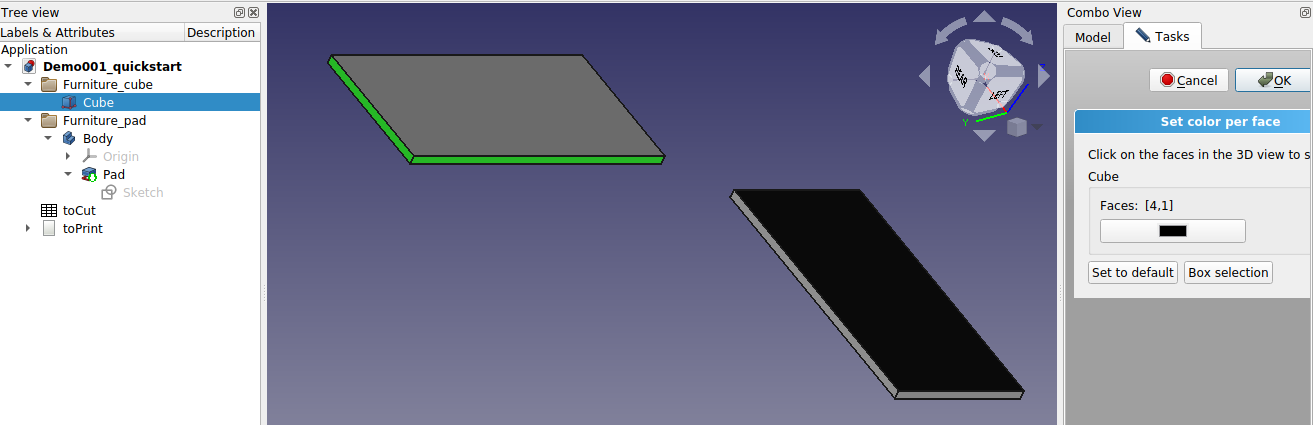 Tree view
Labels & Attributes Description
Application
Demo001_quickstart
Furniture_cube
Cube
Furniture_pad
Body
Origin
Pad
Sketch
toCut
toPrint
LEFT
Y
Combo View
Model Tasks
Cancel OK
Set color per face
Click on the faces in the 3D view to s
Cube
Faces: [4,1]
Set to default Box selection